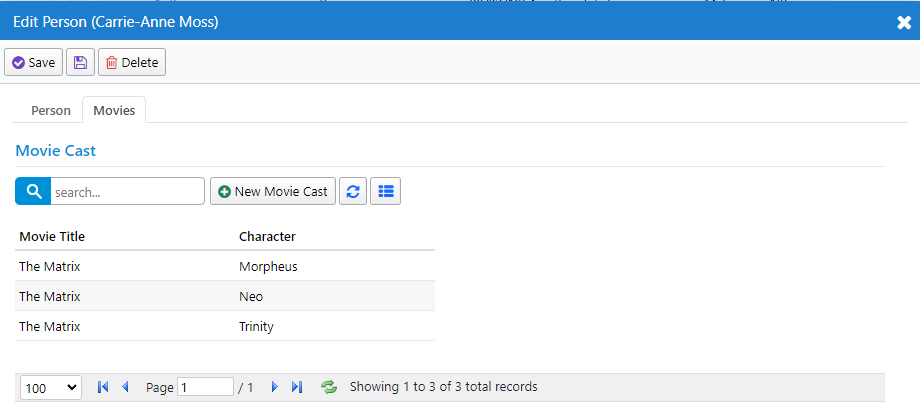 Edit Person (Carrie-Anne Moss)
Save Delete
Person Movies
Movie Cast
search... New Movie Cast
Movie Title Character
The Matrix Morpheus
The Matrix Neo
The Matrix Trinity
100 Page 1 / 1 Showing 1 to 3 of 3 total records